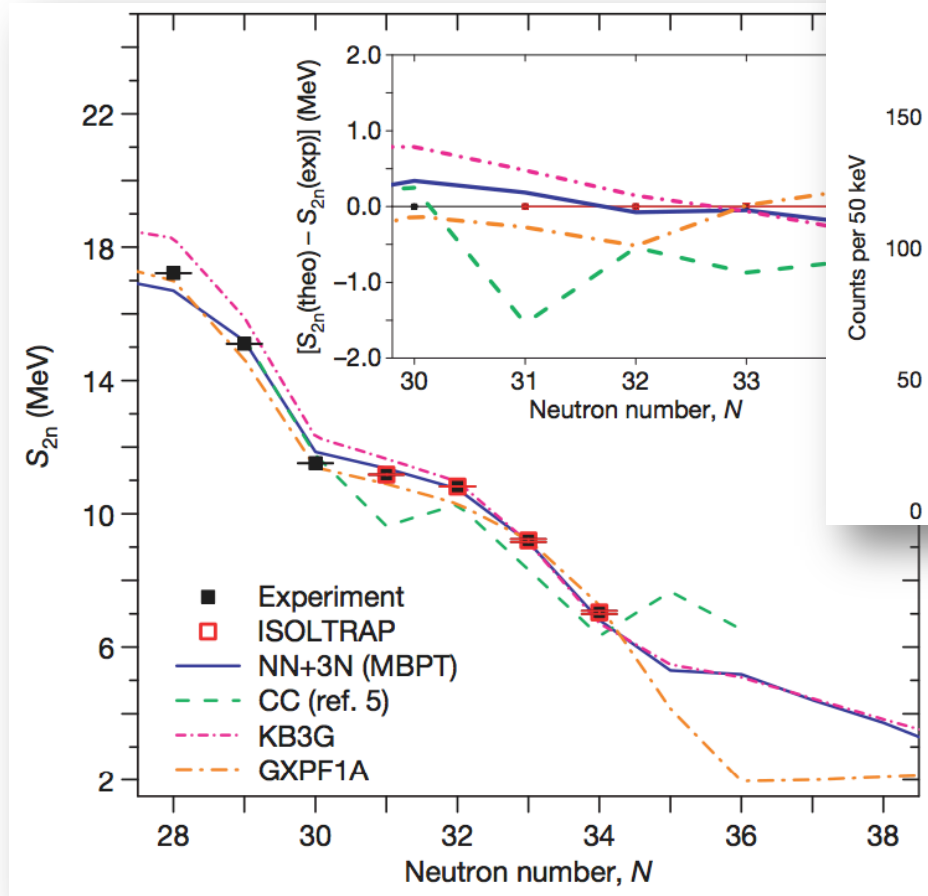 22
18
14
10
6
2
S2n (MeV)
28
30
32
34
36
38
Neutron number, N
Experiment
ISOLTRAP
NN+3N (MBPT)
CC (ref. 5)
KB3G
GXPF1A
2.0
1.0
0.0
−1.0
−2.0
[S2n(theo) − S2n(exp)] (MeV)
30
31
32
33
Neutron number, N
150
100
50
0
Counts per 50 keV